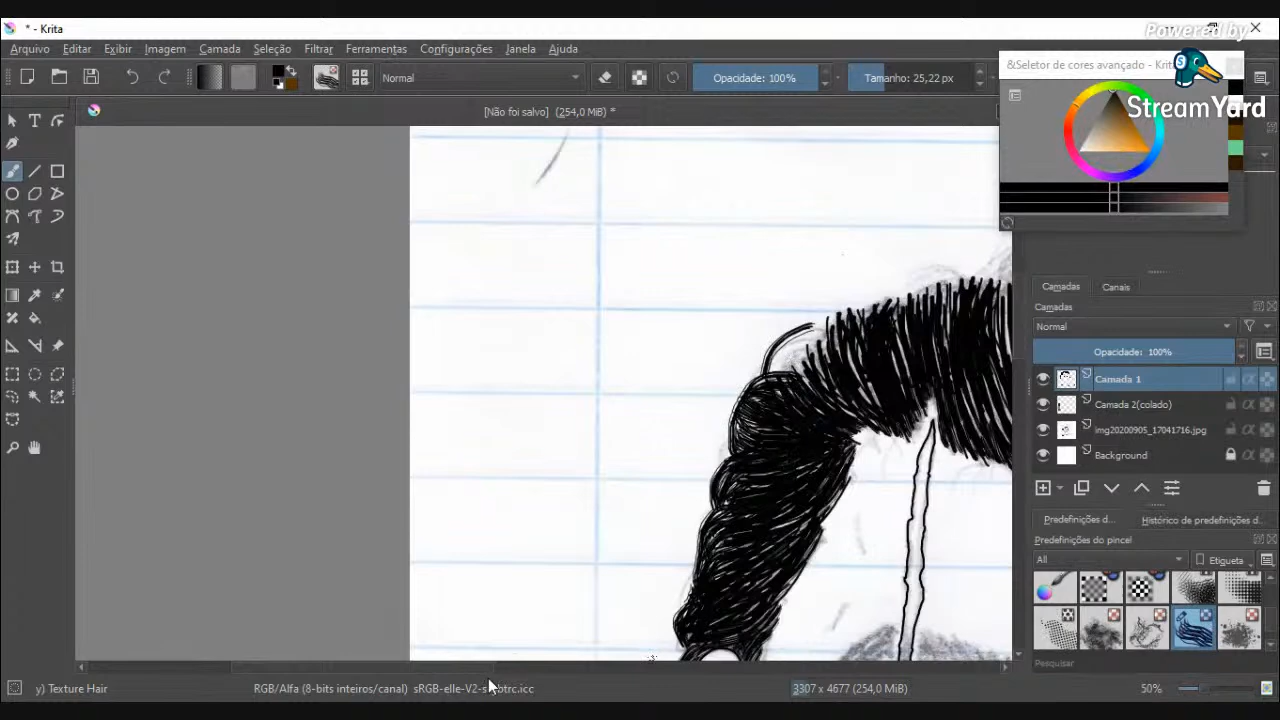 * - Krita
Powered by
Arquivo Editar Exibir Imagem Camada Seleção Filtrar Ferramentas Configurações Janela Ajuda
&Seletor de cores avançado - Krita
Normal
Opacidade: 100%
Tamanho: 25,22 px
StreamYard
[Não foi salvo] (254,0 MiB) *
Camadas Canais
Camadas
Normal
Opacidade: 100%
Camada 1
Camada 2(colado)
img20200905_17041716.jpg
Background
Predefinições d... Histórico de predefinições d...
Predefinições do pincel
All
Etiqueta
Pesquisar
y) Texture Hair
RGB/Alfa (8-bits inteiros/canal) sRGB-elle-V2-s btrc.icc
3307 x 4677 (254,0 MiB)
50%